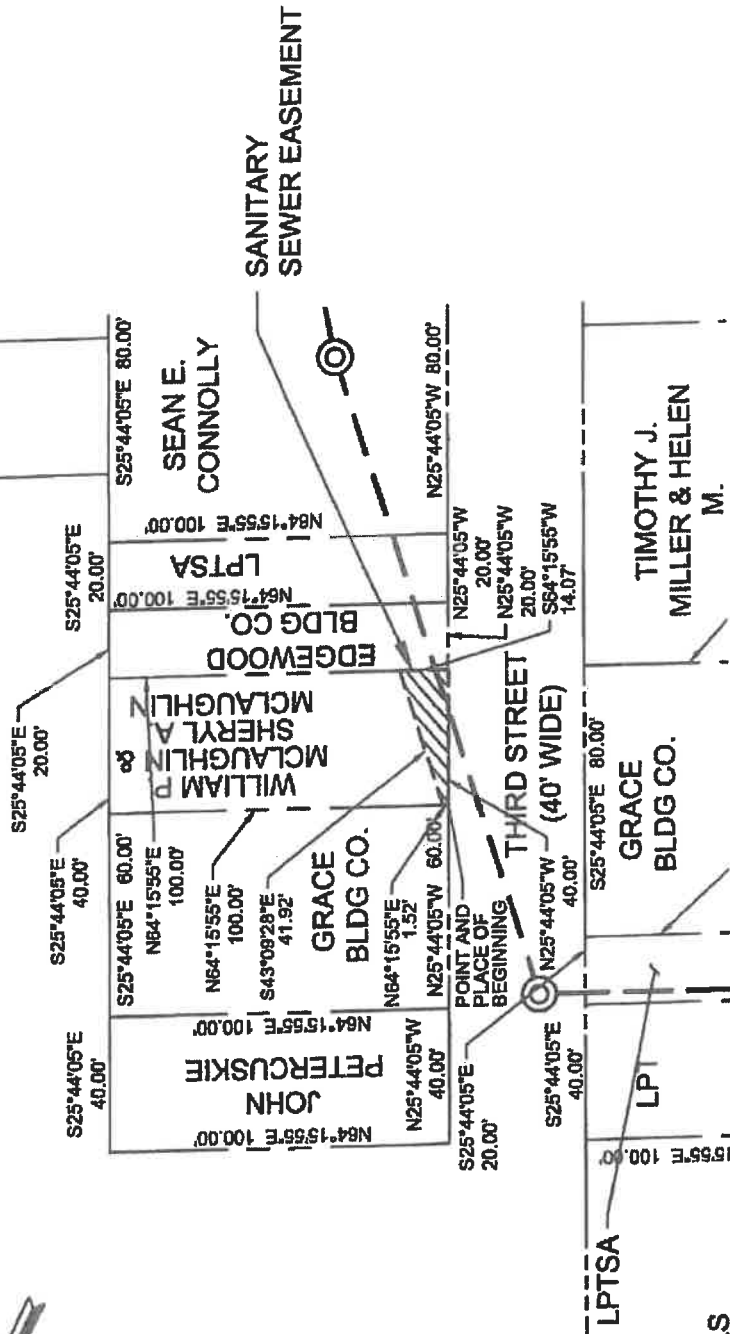 SANITARY
SEWER EASEMENT
S25°44'05"E 80.00'
SEAN E.
CONNOLLY
N25°44'05"W 80.00'
N64°15'55"E 100.00'
S25°44'05"E
20.00'
LPTSA
N64°15'55"E 100.00'
N25°44'05"W
20.00'
S25°44'05"E
20.00'
EDGEWOOD
BLDG CO.
N25°44'05"W
20.00'
S64°15'55"W
14.07'
S25°44'05"E
40.00'
N64°15'55"E
100.00'
WILLIAM P
MCLAUGHLIN &
SHERYL A
MCLAUGHLIN
N25°44'05"W
40.00'
S25°44'05"E 60.00'
N64°15'55"E
100.00'
S43°09'28"E
41.92'
GRACE
BLDG CO.
N64°15'55"E
1.52'
N25°44'05"W 60.00'
POINT AND
PLACE OF
BEGINNING
THIRD STREET
(40' WIDE)
S25°44'05"E
40.00'
N64°15'55"E 100.00'
JOHN
PETERCUSKIE
N64°15'55"E 100.00'
N25°44'05"W
40.00'
S25°44'05"E
20.00'
S25°44'05"E
40.00'
S25°44'05"E 80.00'
GRACE
BLDG CO.
TIMOTHY J.
MILLER & HELEN
M.
LPT
15'55"E 100.00'
LPTSA
S